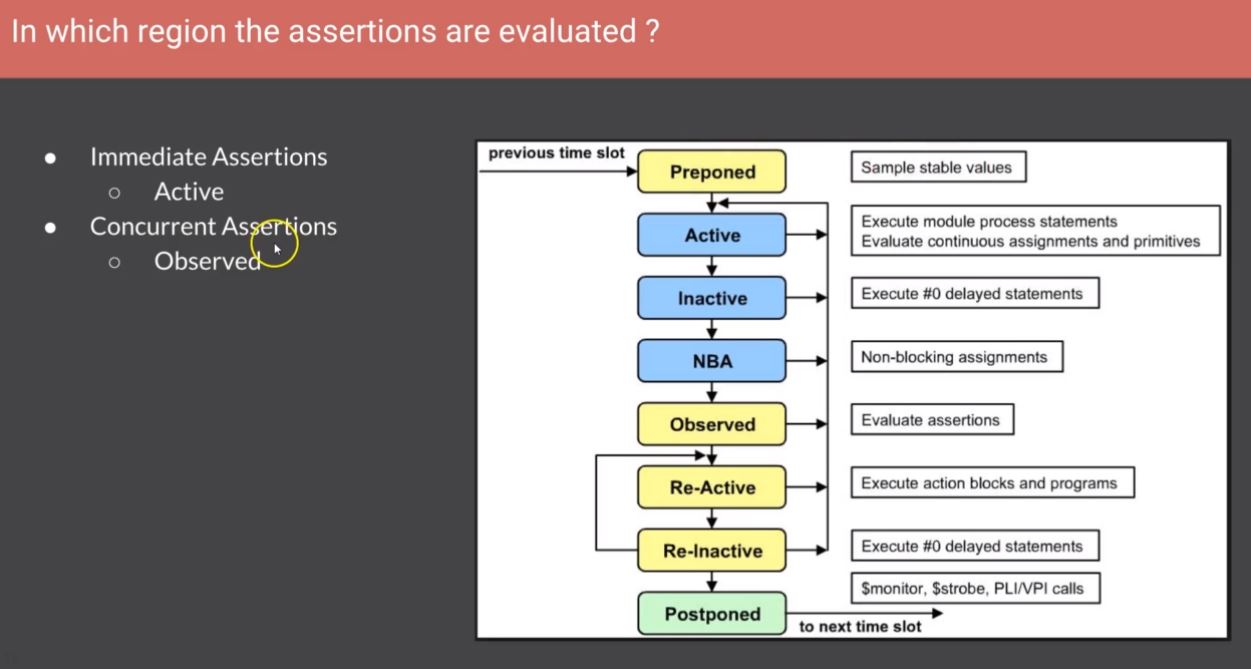 In which region the assertions are evaluated ?
● Immediate Assertions
○ Active
● Concurrent Assertions
○ Observed
previous time slot
Preponed
Sample stable values
Active
Execute module process statements
Evaluate continuous assignments and primitives
Inactive
Execute #0 delayed statements
NBA
Non-blocking assignments
Observed
Evaluate assertions
Re-Active
Execute action blocks and programs
Re-Inactive
Execute #0 delayed statements
$monitor, $strobe, PLI/VPI calls
Postponed
to next time slot